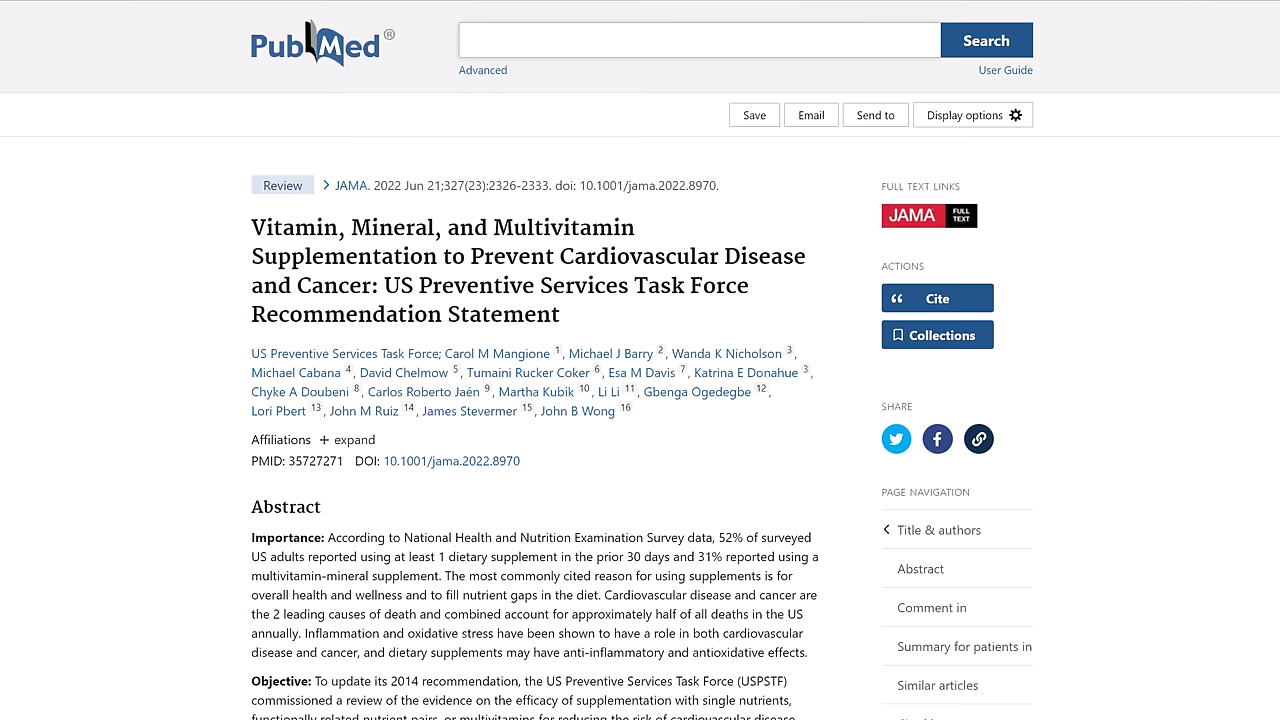 PubMed®
Search
Advanced
User Guide
Save
Email
Send to
Display options
Review
JAMA. 2022 Jun 21;327(23):2326-2333. doi: 10.1001/jama.2022.8970.
Vitamin, Mineral, and Multivitamin
Supplementation to Prevent Cardiovascular Disease
and Cancer: US Preventive Services Task Force
Recommendation Statement
US Preventive Services Task Force; Carol M Mangione 1, Michael J Barry 2, Wanda K Nicholson 3,
Michael Cabana 4, David Chelmow 5, Tumaini Rucker Coker 6, Esa M Davis 7, Katrina E Donahue 3,
Chyke A Doubeni 8, Carlos Roberto Jaén 9, Martha Kubik 10, Li Li 11, Gbenga Ogedegbe 12,
Lori Pbert 13, John M Ruiz 14, James Stevermer 15, John B Wong 16
Affiliations + expand
PMID: 35727271 DOI: 10.1001/jama.2022.8970
Abstract
Importance: According to National Health and Nutrition Examination Survey data, 52% of surveyed
US adults reported using at least 1 dietary supplement in the prior 30 days and 31% reported using a
multivitamin-mineral supplement. The most commonly cited reason for using supplements is for
overall health and wellness and to fill nutrient gaps in the diet. Cardiovascular disease and cancer are
the 2 leading causes of death and combined account for approximately half of all deaths in the US
annually. Inflammation and oxidative stress have been shown to have a role in both cardiovascular
disease and cancer, and dietary supplements may have anti-inflammatory and antioxidative effects.
Objective: To update its 2014 recommendation, the US Preventive Services Task Force (USPSTF)
commissioned a review of the evidence on the efficacy of supplementation with single nutrients,
functionally related nutrient pairs, or multivitamins for reducing the risk of cardiovascular disease,
FULL TEXT LINKS
JAMA FULL TEXT
ACTIONS
Cite
Collections
SHARE
PAGE NAVIGATION
Title & authors
Abstract
Comment in
Summary for patients in
Similar articles